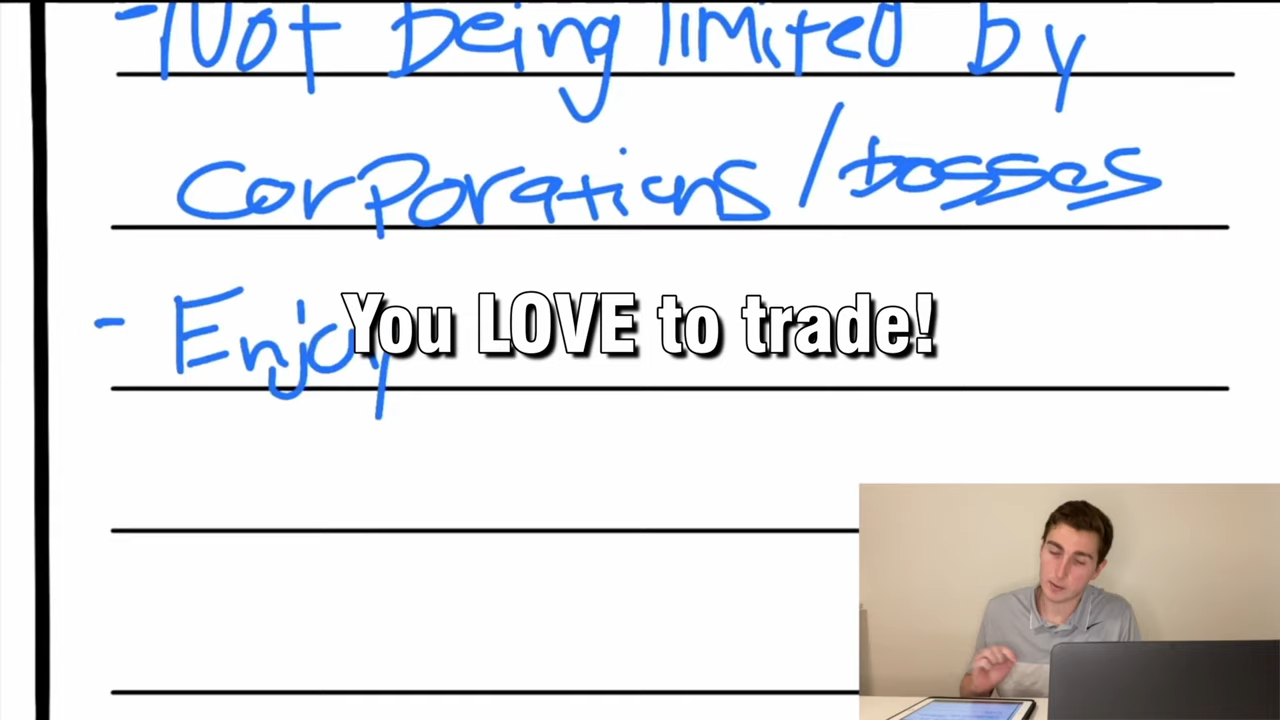 - Not being limited by
corporations / bosses
- Enjoy
You LOVE to trade!